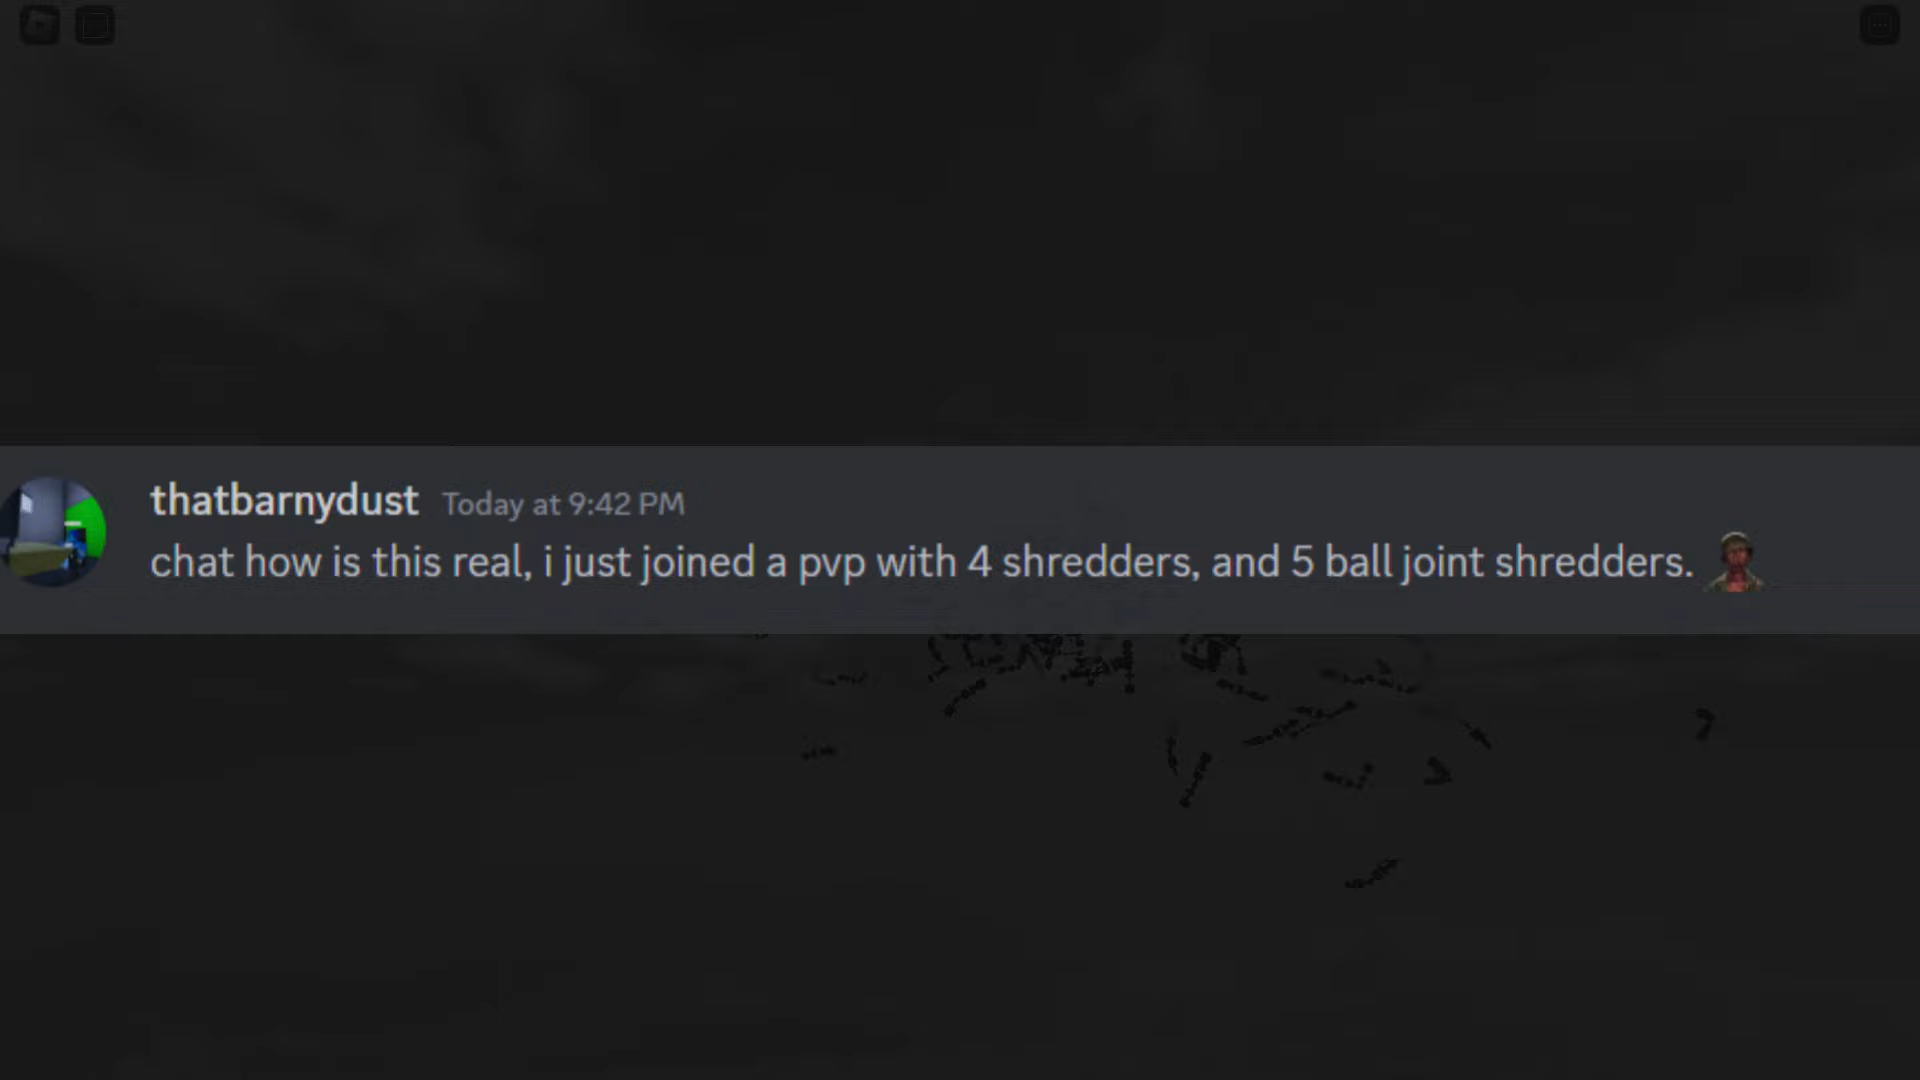 thatbarnydust Today at 9:42 PM
chat how is this real, i just joined a pvp with 4 shredders, and 5 ball joint shredders.